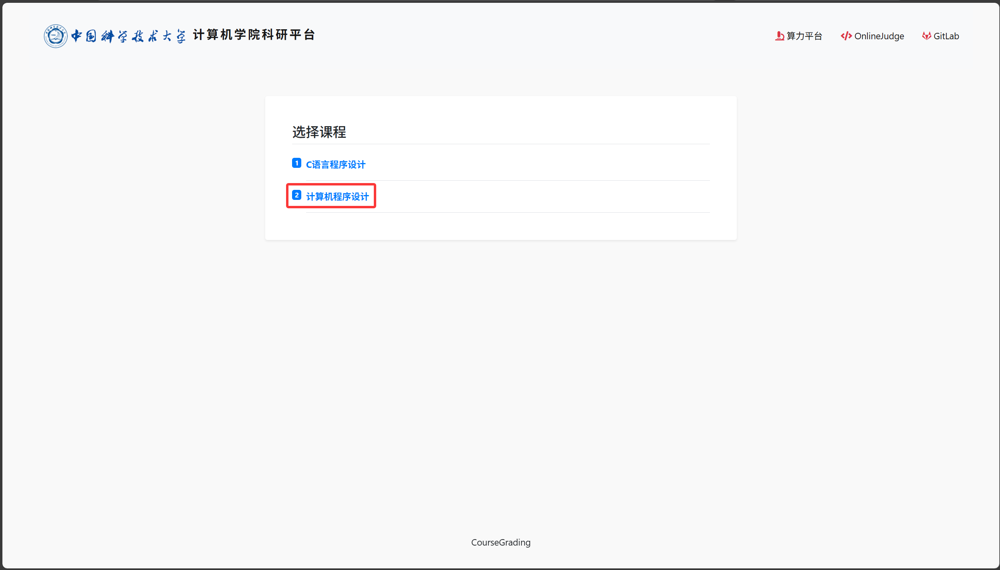 中国科学技术大学 计算机学院科研平台
算力平台 OnlineJudge GitLab
选择课程
1 C语言程序设计
2 计算机程序设计
CourseGrading